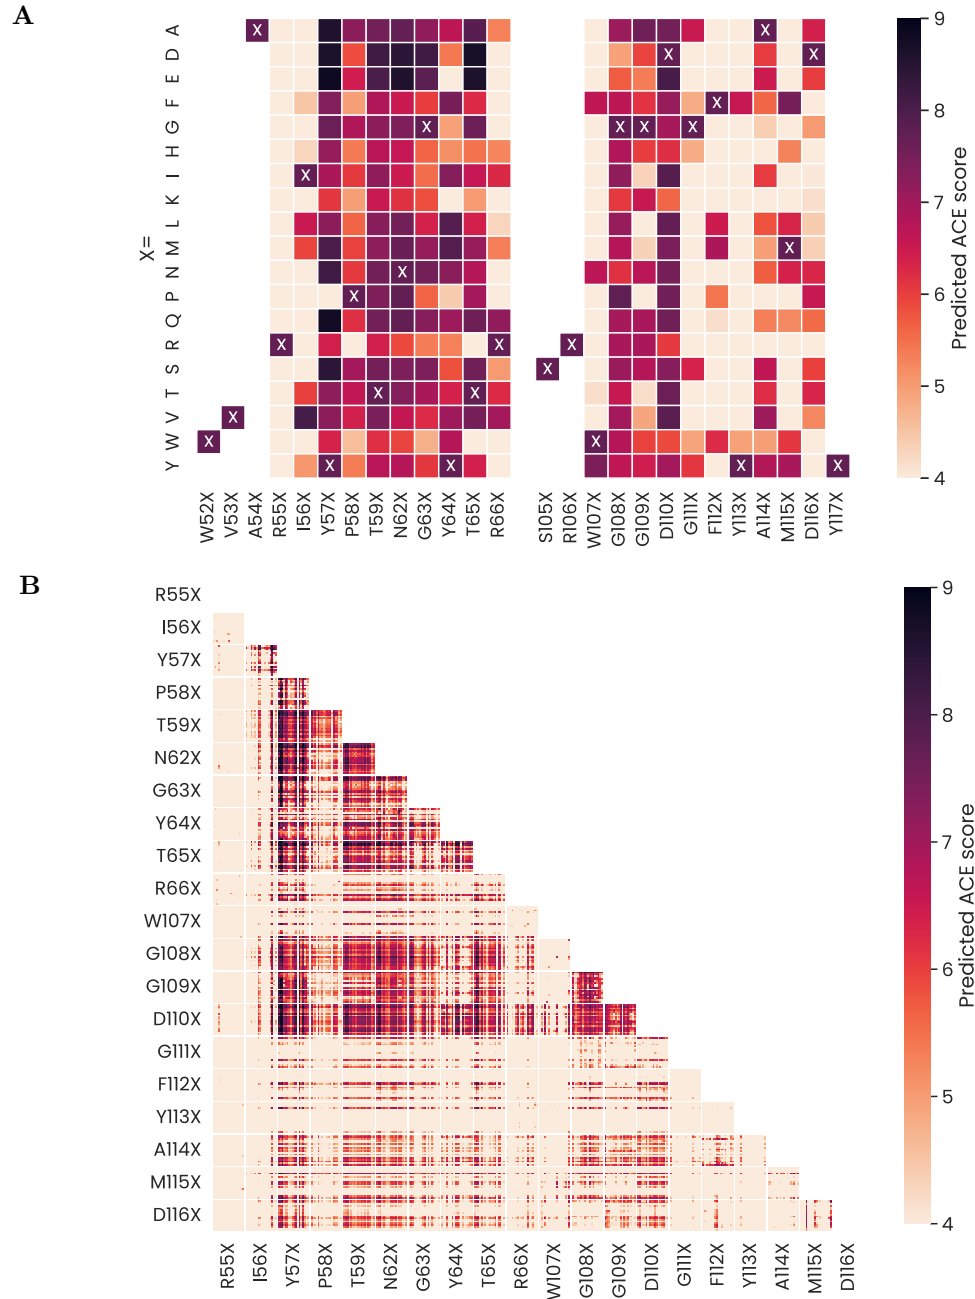 A
A
D
E
F
G
H
I
K
L
M
N
P
Q
R
S
T
V
W
Y
X=
X X
X X
X
X X X X
X
X
X
X
X X X
X
X X
X
X X
X X X X
W52X V53X A54X R55X I56X Y57X P58X T59X N62X G63X Y64X T65X R66X S105X R106X W107X G108X G109X D110X G111X F112X Y113X A114X M115X D116X Y117X
9
8
7
6
5
4
Predicted ACE score
B
R55X
I56X
Y57X
P58X
T59X
N62X
G63X
Y64X
T65X
R66X
W107X
G108X
G109X
D110X
G111X
F112X
Y113X
A114X
M115X
D116X
R55X I56X Y57X P58X T59X N62X G63X Y64X T65X R66X W107X G108X G109X D110X G111X F112X Y113X A114X M115X D116X
9
8
7
6
5
4
Predicted ACE score